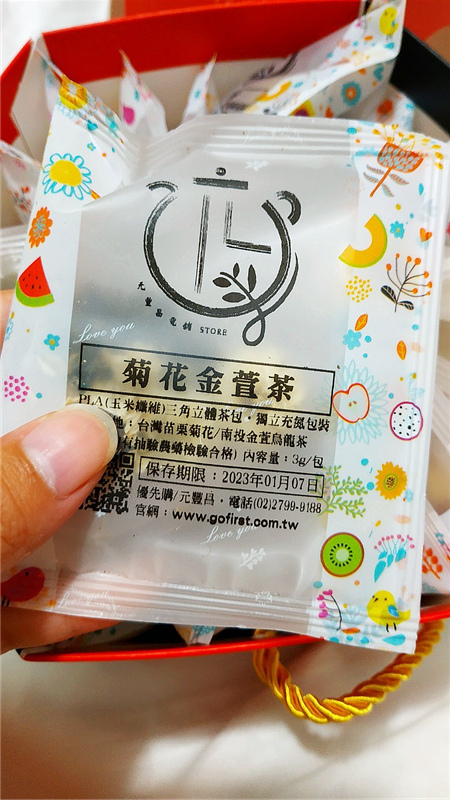 元豐昌竜鋪 STORE
Love you
菊花金萱茶
PLA(玉米纖維)三角立體茶包,獨立充氮包裝
地:台灣苗栗菊花/南投金萱烏龍茶
有抽驗農藥檢驗合格) 內容量:3g/包
保存期限:2023年01月07日
優先購/元豐昌·電話(02)2799-9188
官網:www.gofirst.com.tw
Love you